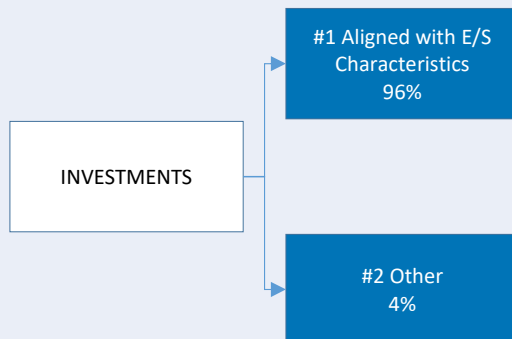 #1 Aligned with E/S
Characteristics
96%
INVESTMENTS
#2 Other
4%